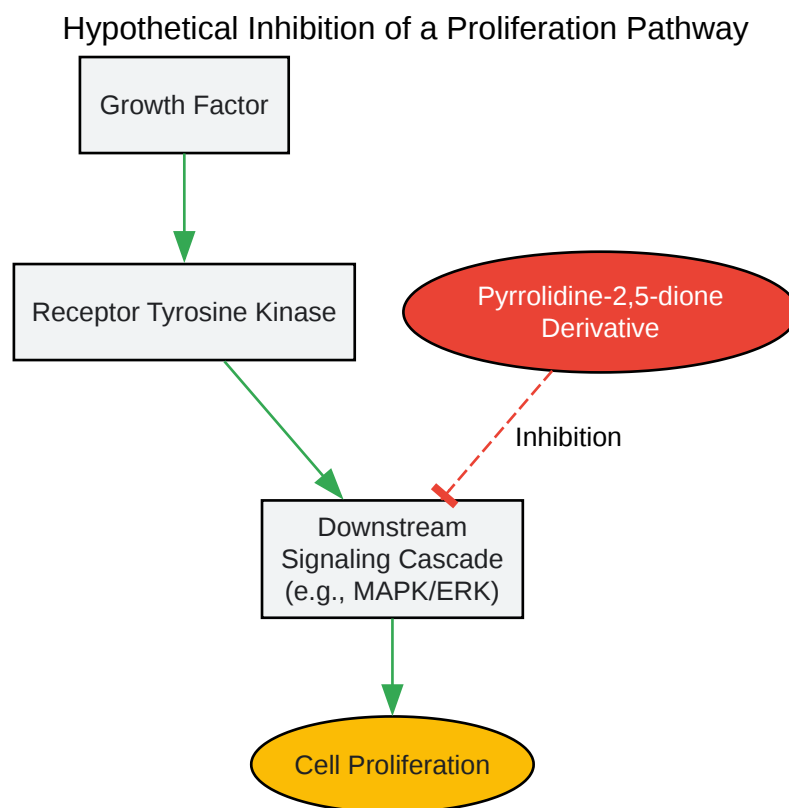 Hypothetical Inhibition of a Proliferation Pathway
Growth Factor
Receptor Tyrosine Kinase
Pyrrolidine-2,5-dione
Derivative
Inhibition
Downstream
Signaling Cascade
(e.g., MAPK/ERK)
Cell Proliferation